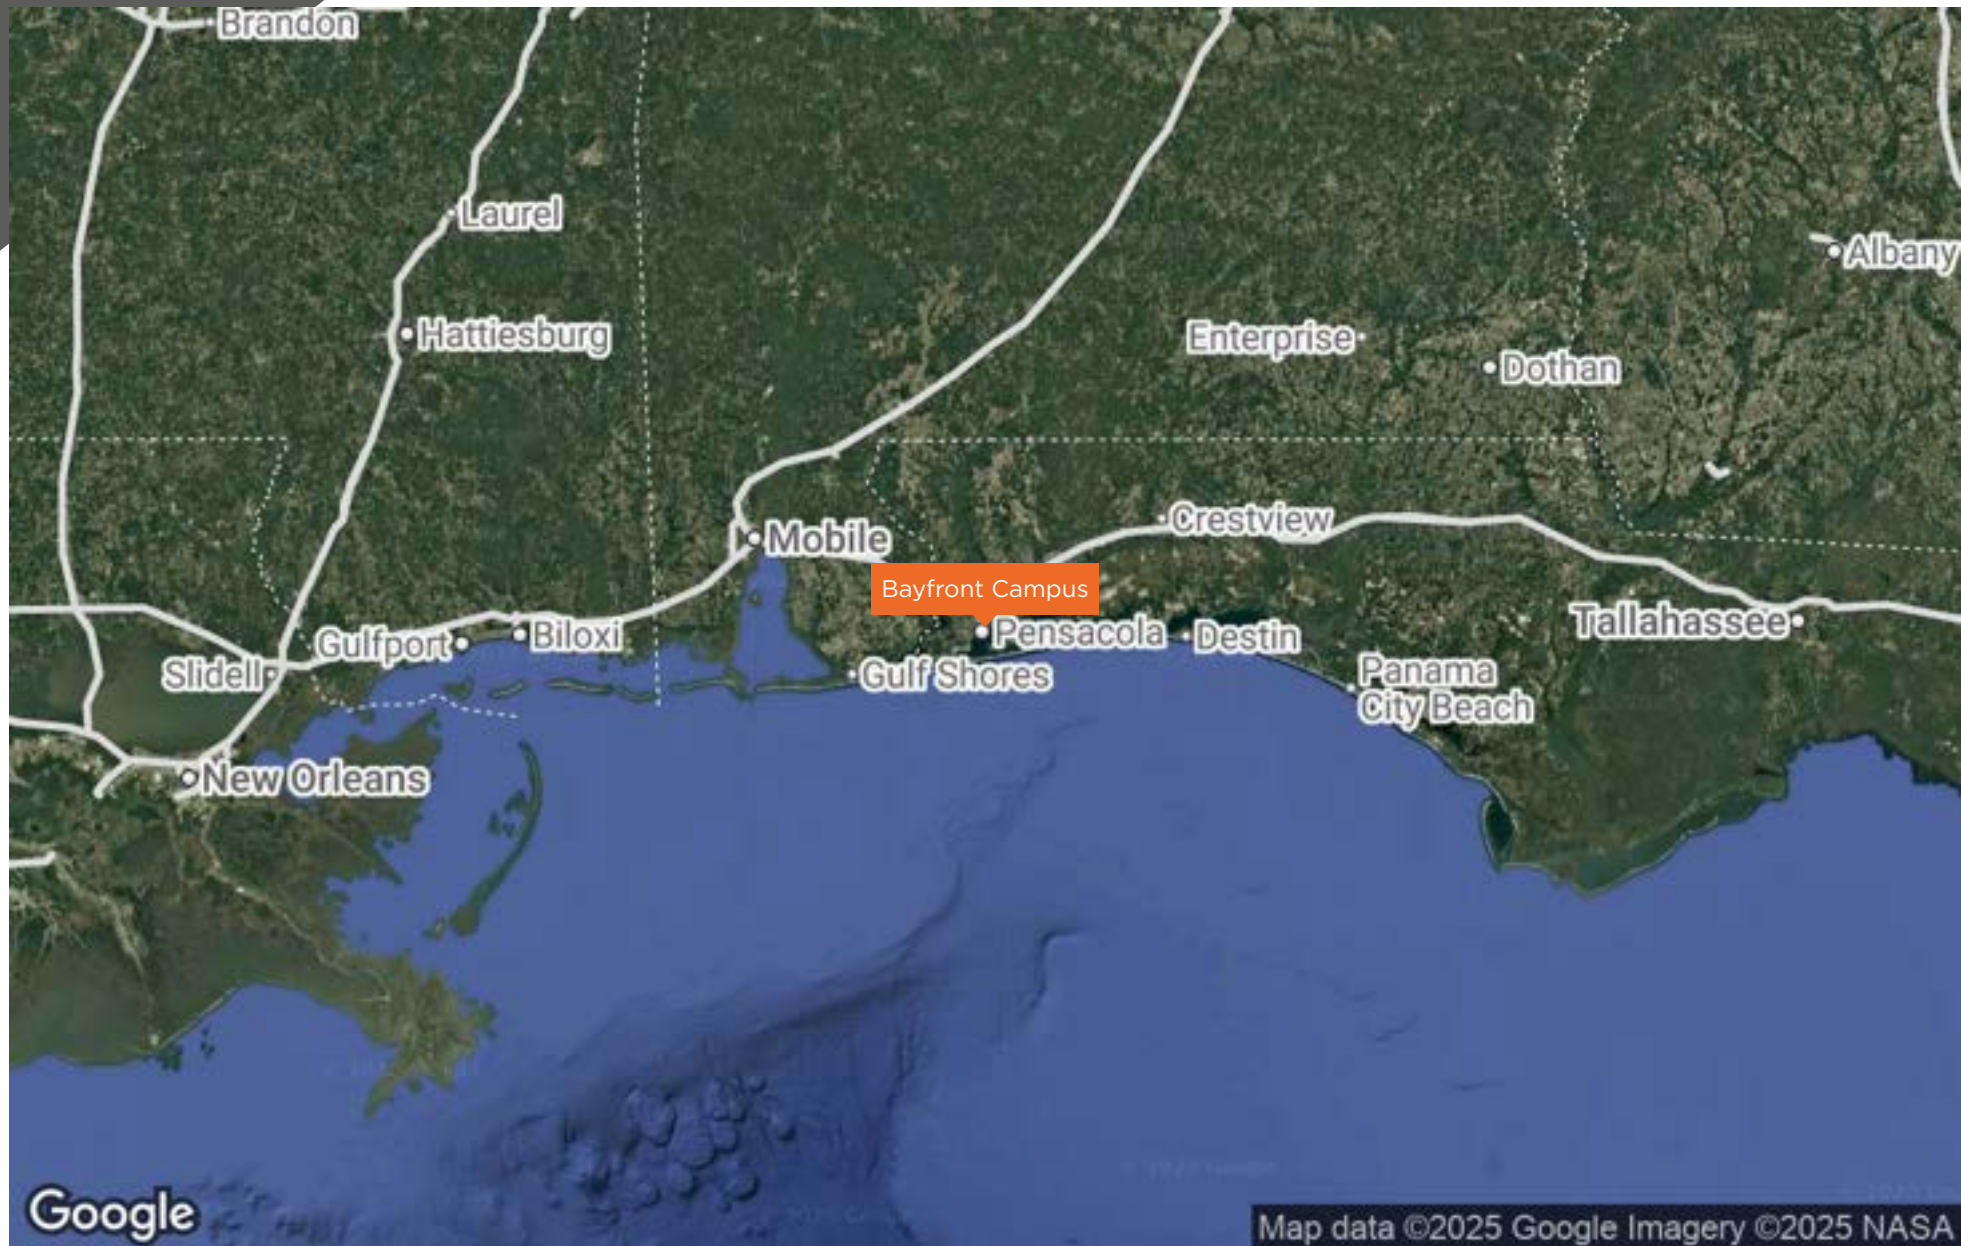 Brandon
Laurel
Albany
Hattiesburg
Enterprise
Dothan
Crestview
Mobile
Bayfront Campus
Tallahassee
Gulfport
Biloxi
Pensacola
Destin
Slidell
Gulf Shores
Panama
City Beach
New Orleans
Google
Map data ©2025 Google Imagery ©2025 NASA